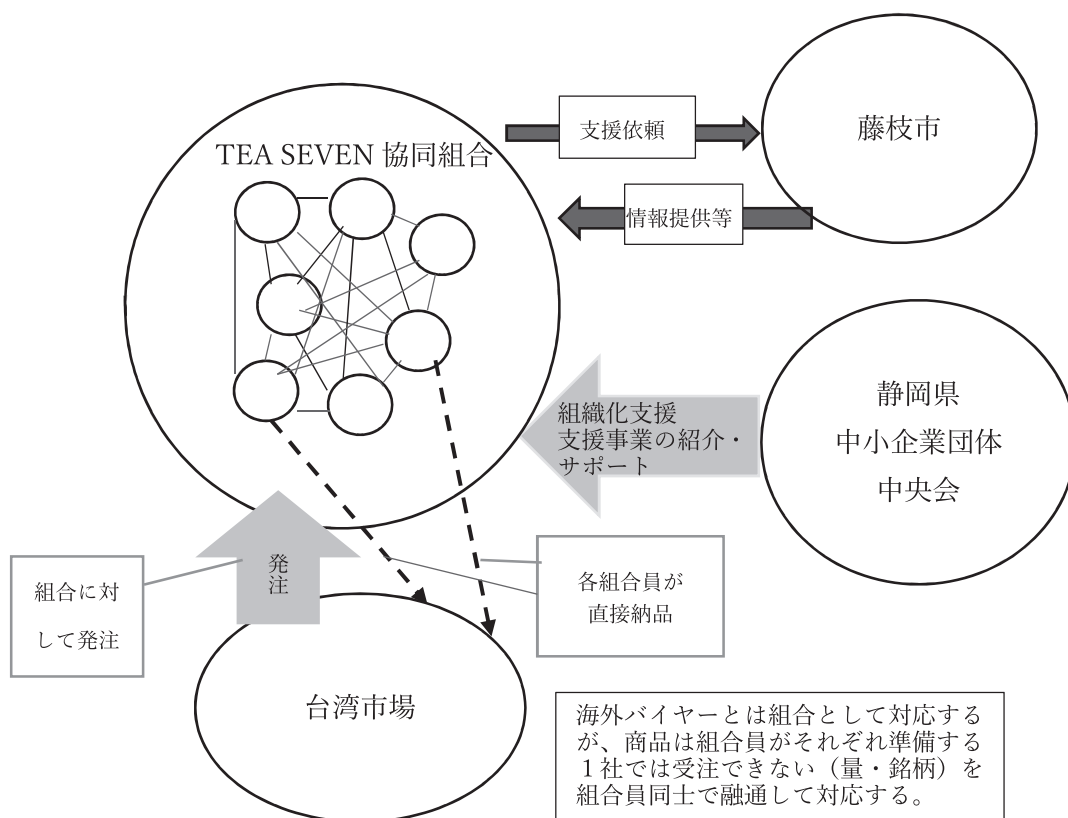 TEA SEVEN 協同組合
支援依頼
藤枝市
情報提供等
組織化支援
支援事業の紹介・
サポート
静岡県
中小企業団体
中央会
発
注
組合に対
して発注
各組合員が
直接納品
台湾市場
海外バイヤーとは組合として対応する
が、商品は組合員がそれぞれ準備する
１社では受注できない（量・銘柄）を
組合員同士で融通して対応する。